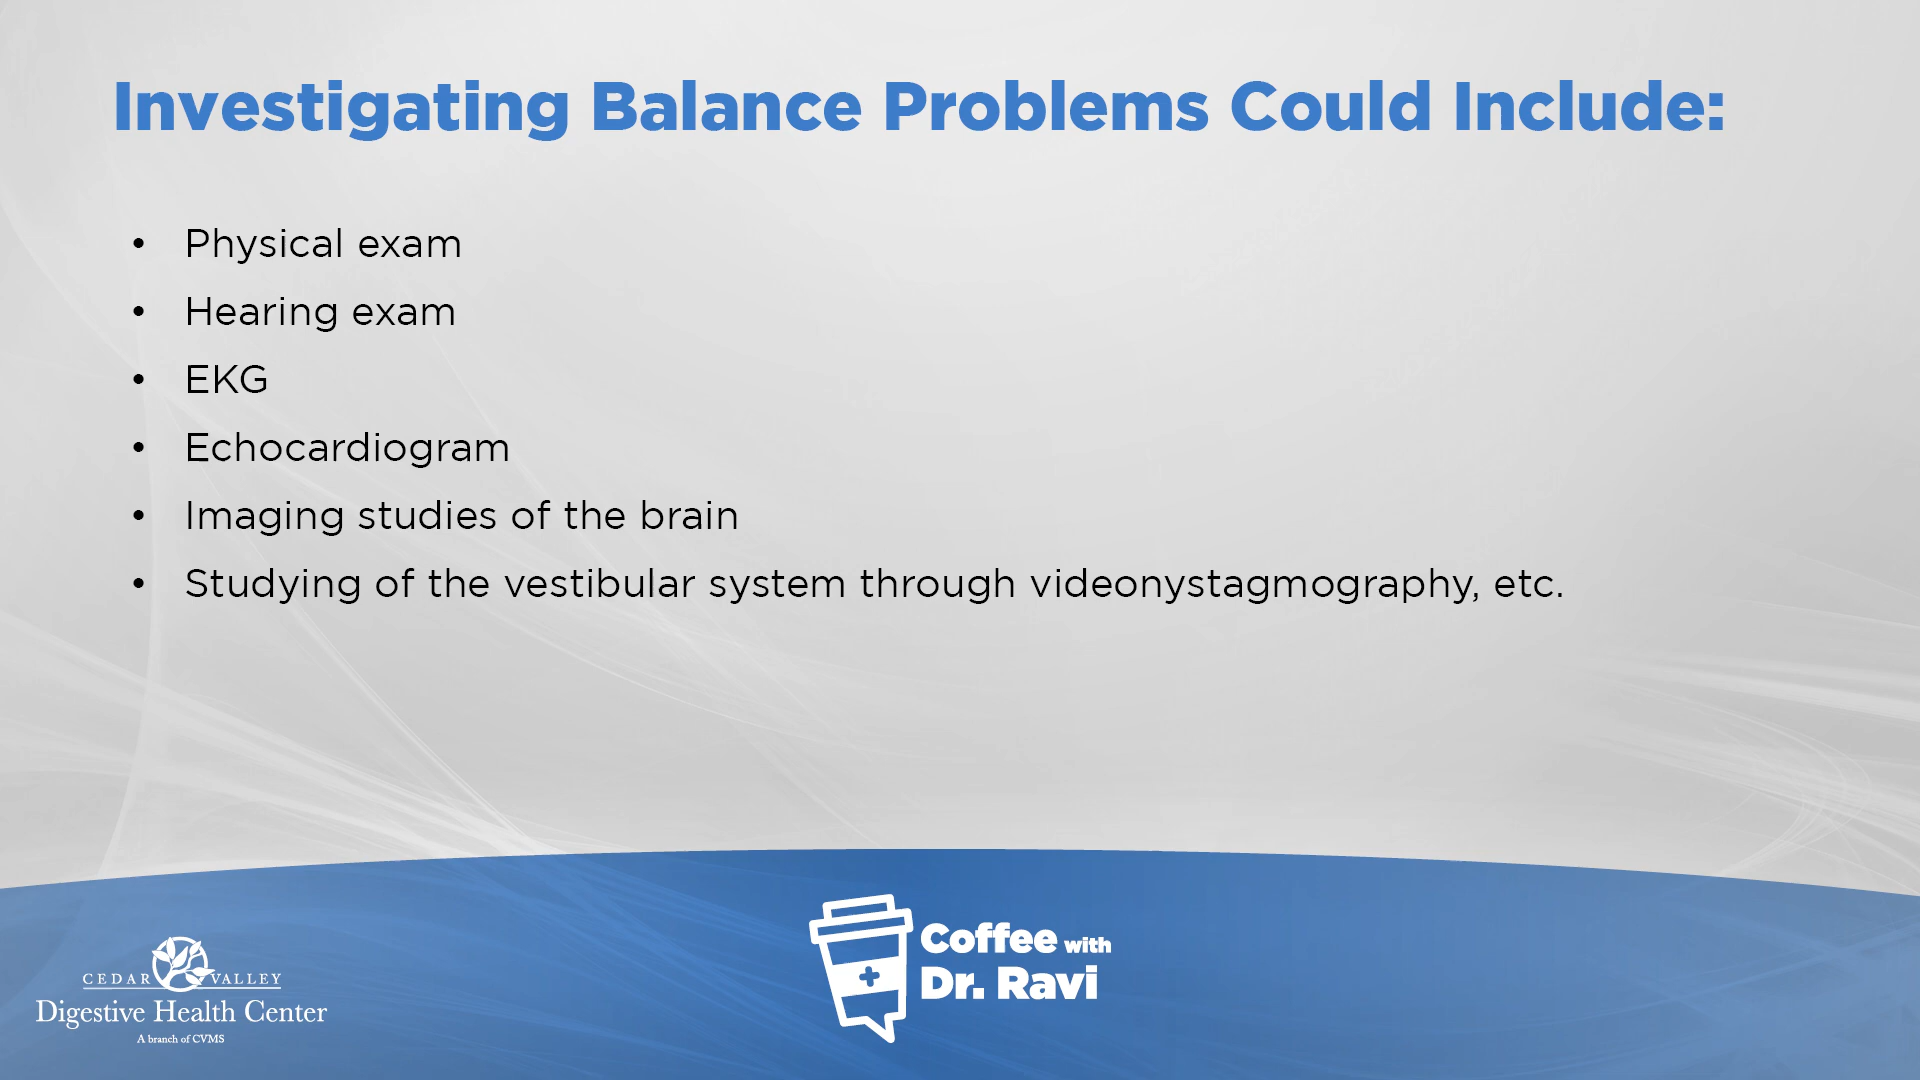 Investigating Balance Problems Could Include:
• Physical exam
• Hearing exam
• EKG
• Echocardiogram
• Imaging studies of the brain
• Studying of the vestibular system through videonystagmography, etc.
CEDAR VALLEY
Digestive Health Center
A branch of CVMS
Coffee with
Dr. Ravi